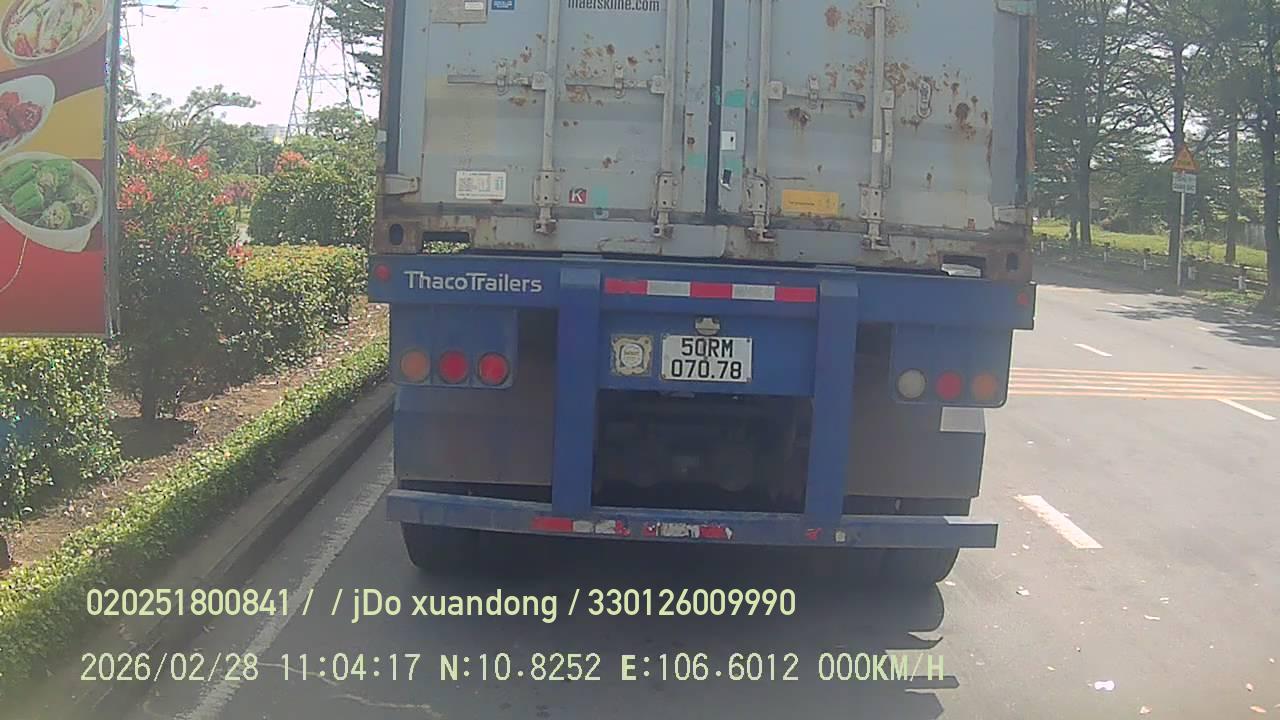 maerskline.com
K
ThacoTrailers
50RM
070.78
020251800841 / / jDo xuandong / 330126009990
2026/02/28 11:04:17 N:10.8252 E:106.6012 000KM/H